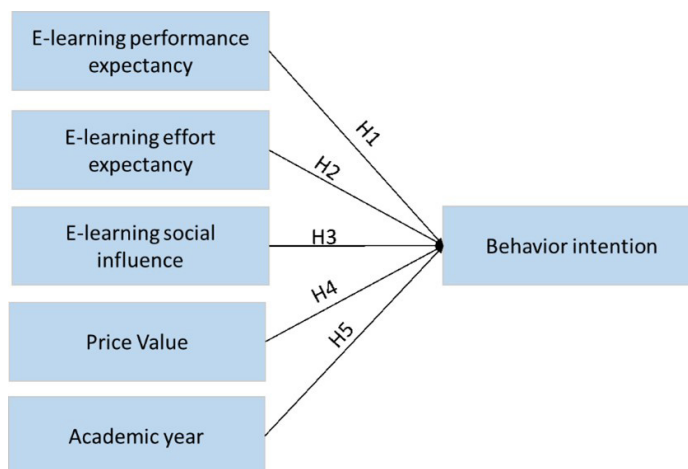 E-learning performance
expectancy
H1
E-learning effort
expectancy
H2
E-learning social
influence
H3
Behavior intention
Price Value
H4
Academic year
H5